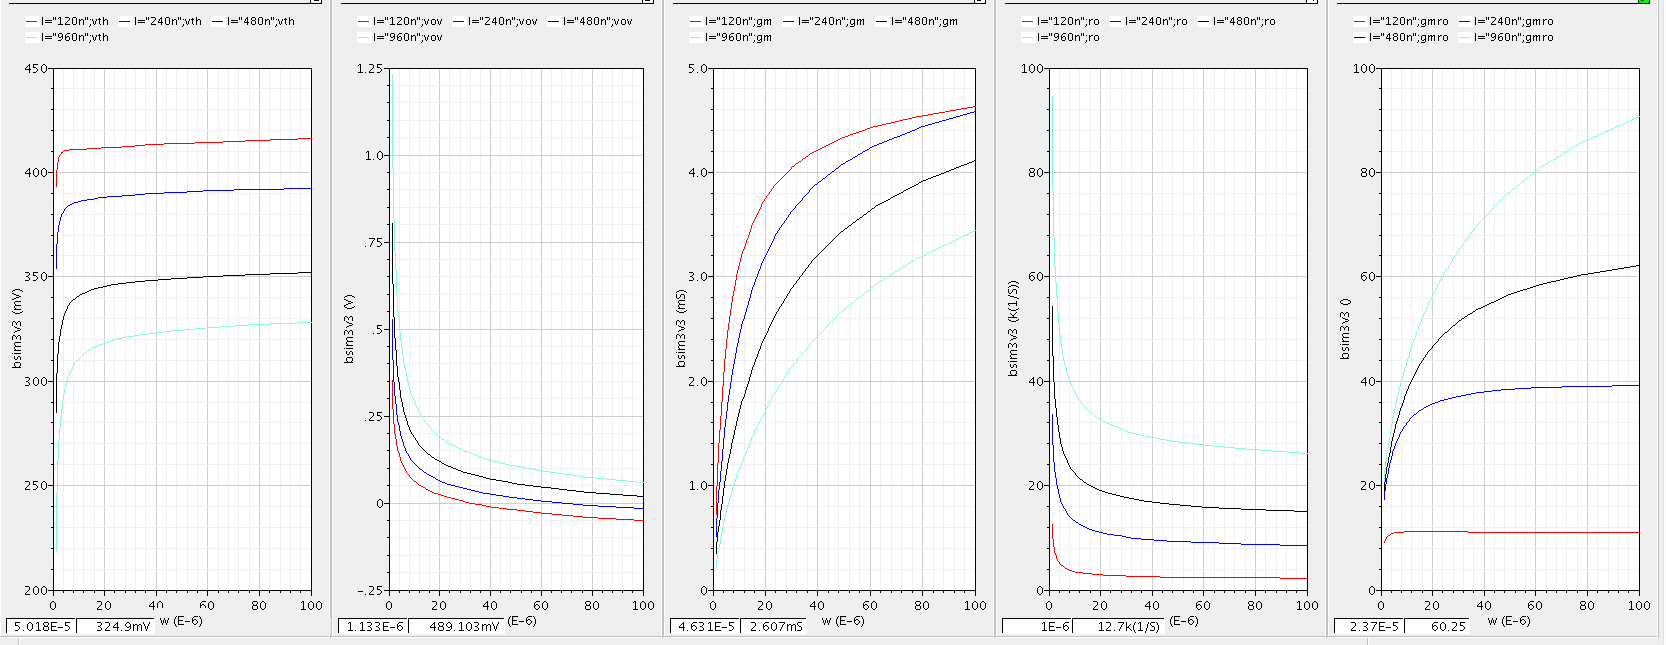 l="120n";vth l="240n";vth l="480n";vth
l="960n";vth
450
400
350
300
250
200
bsim3v3 (mV)
0 20 40 60 80 100
w (E-6)
5.018E-5 324.9mV
l="120n";vov l="240n";vov l="480n";vov
l="960n";vov
1.25
1.0
.75
.5
.25
0
-.25
bsim3v3 (V)
0 20 40 60 80 100
(E-6)
1.133E-6 489.103mV
l="120n";gm l="240n";gm l="480n";gm
l="960n";gm
5.0
4.0
3.0
2.0
1.0
0
bsim3v3 (mS)
0 20 40 60 80 100
w (E-6)
4.631E-5 2.607mS
l="120n";ro l="240n";ro l="480n";ro
l="960n";ro
100
80
60
40
20
0
bsim3v3 (k(1/S))
0 20 40 60 80 100
(E-6)
1E-6 12.7k(1/S)
l="120n";gmro l="240n";gmro
l="480n";gmro l="960n";gmro
100
80
60
40
20
0
bsim3v3 ()
0 20 40 60 80 100
w (E-6)
2.37E-5 60.25